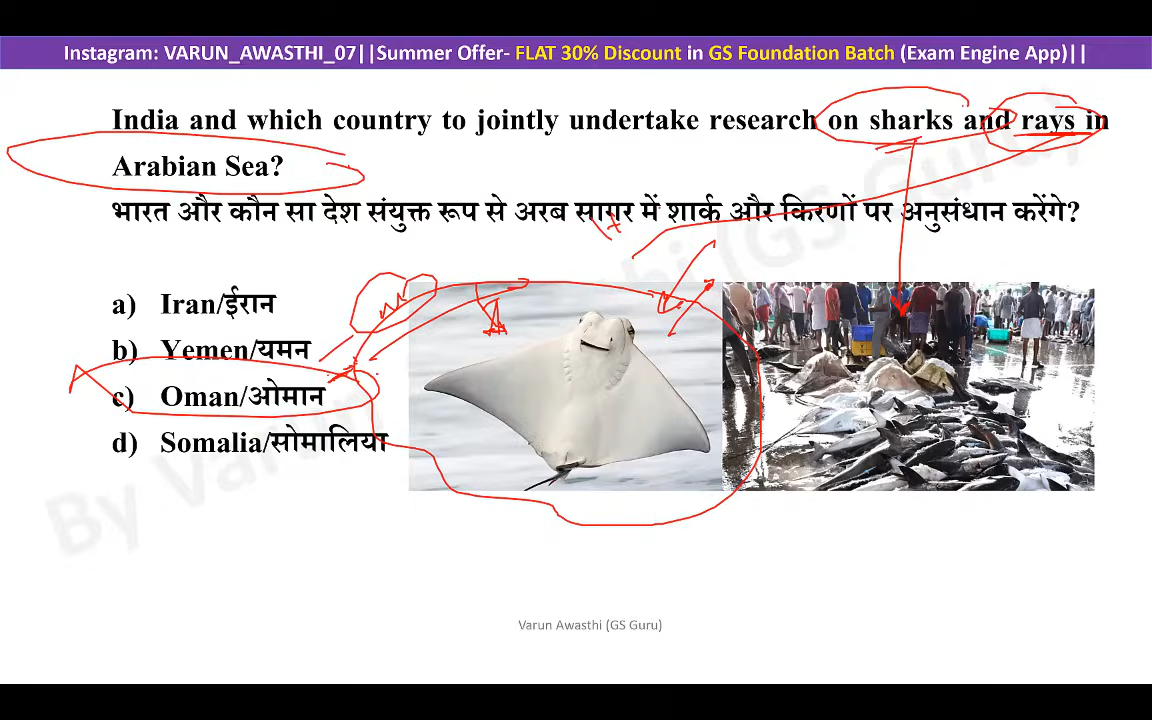 Instagram: VARUN_AWASTHI_07||Summer Offer- FLAT 30% Discount in GS Foundation Batch (Exam Engine App)||
India and which country to jointly undertake research on sharks and rays in
Arabian Sea?
भारत और कौन सा देश संयुक्त रूप से अरब सागर में शार्क और किरणों पर अनुसंधान करेंगे?
a) Iran/ईरान
b) Yemen/यमन
c) Oman/ओमान
d) Somalia/सोमालिया
Varun Awasthi (GS Guru)